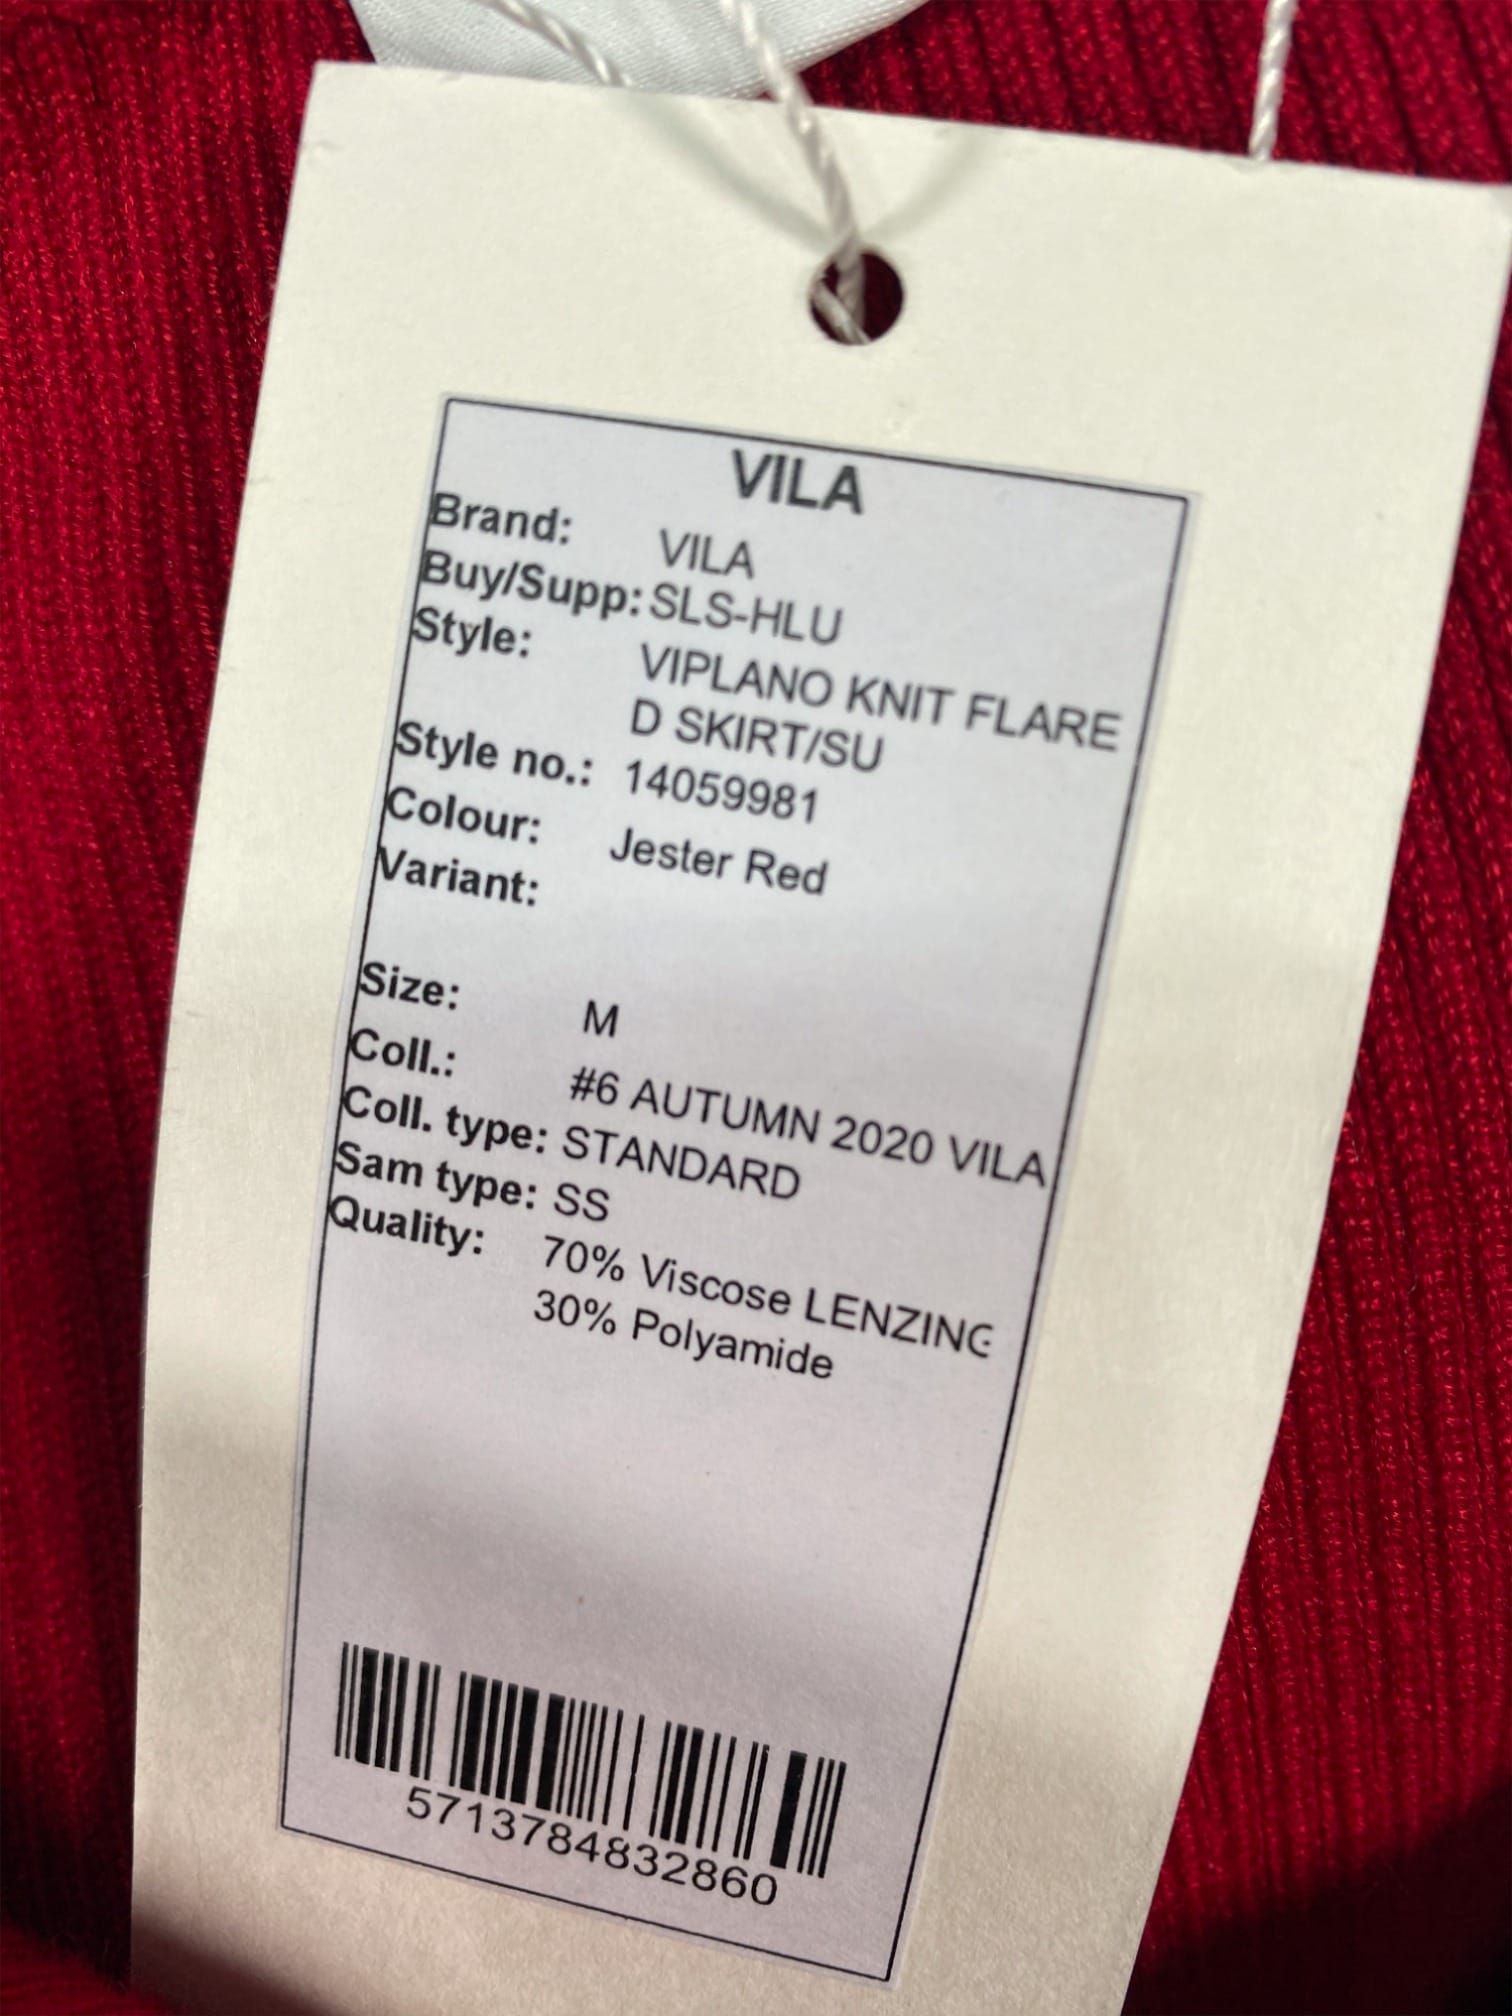 VILA
Brand: VILA
Buy/Supp: SLS-HLU
Style: VIPLANO KNIT FLARE
D SKIRT/SU
Style no.: 14059981
Colour: Jester Red
Variant:
Size: M
Coll.: #6 AUTUMN 2020 VILA
Coll. type: STANDARD
Sam type: SS
Quality: 70% Viscose LENZING
30% Polyamide
5713784832860